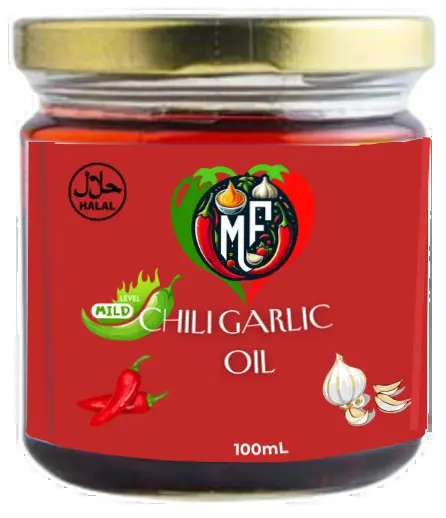 حلال
HALAL
MF
LEVEL
MILD
CHILI GARLIC
OIL
100mL